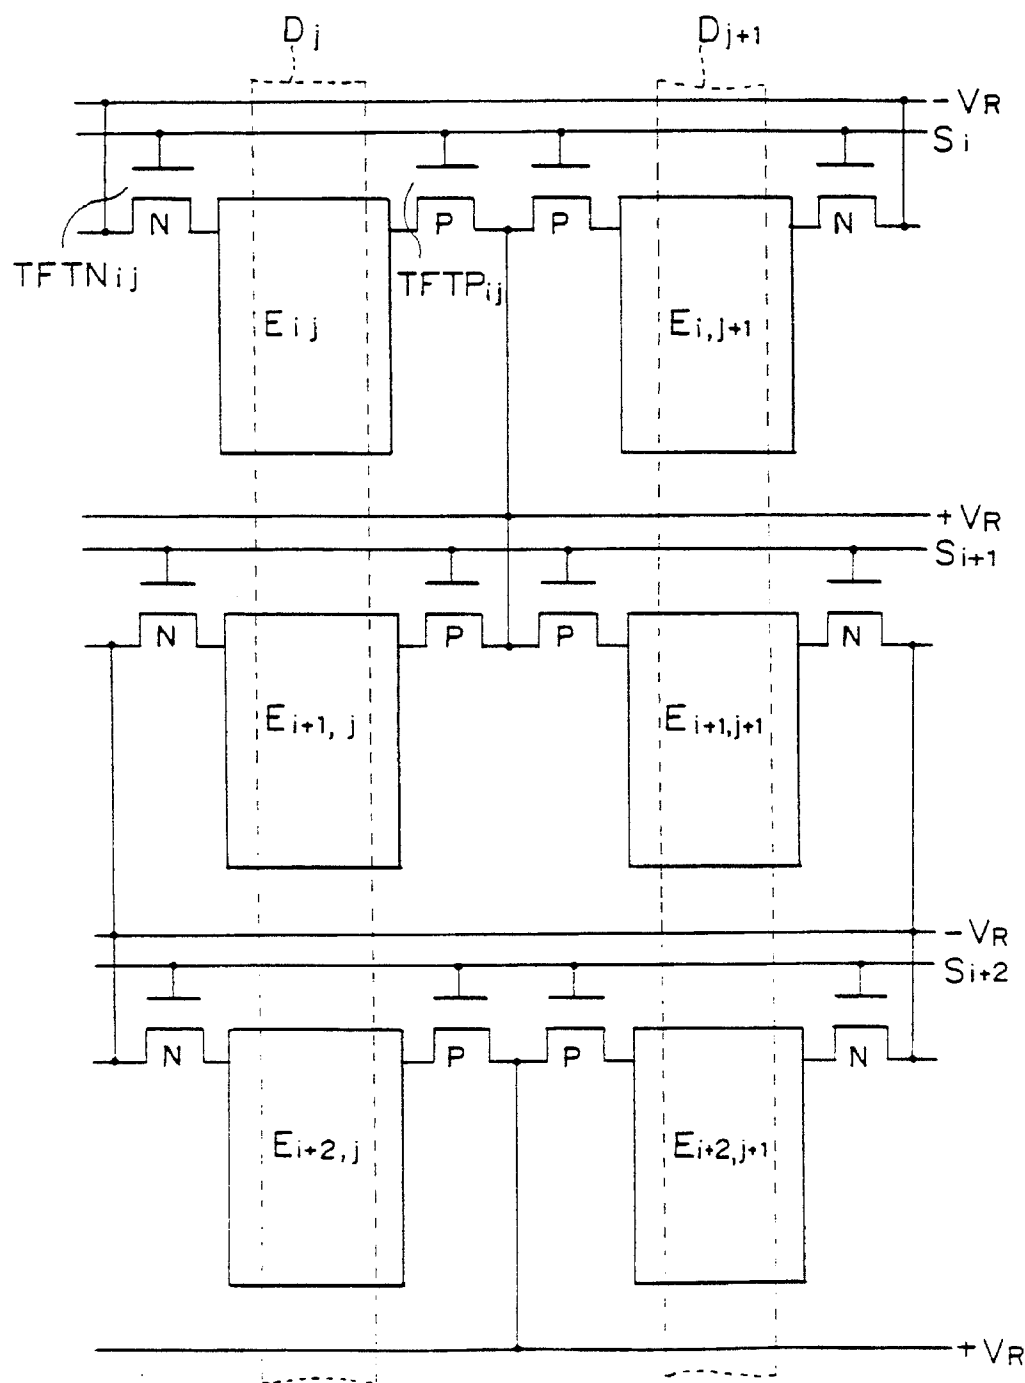 Dj Dj+1
-VR
Si
N P P N
TFTNij TFTPij
Eij Ei,j+1
+VR
Si+1
N P P N
Ei+1, j Ei+1,j+1
-VR
Si+2
N P P N
Ei+2,j Ei+2,j+1
+VR